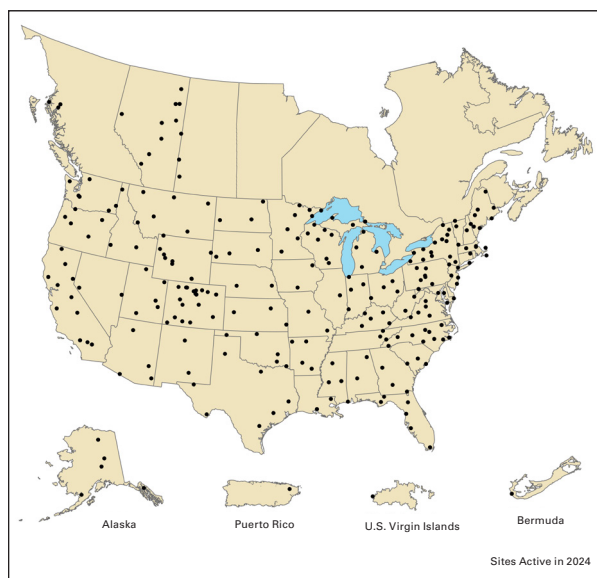 Alaska
Puerto Rico
U.S. Virgin Islands
Bermuda
Sites Active in 2024